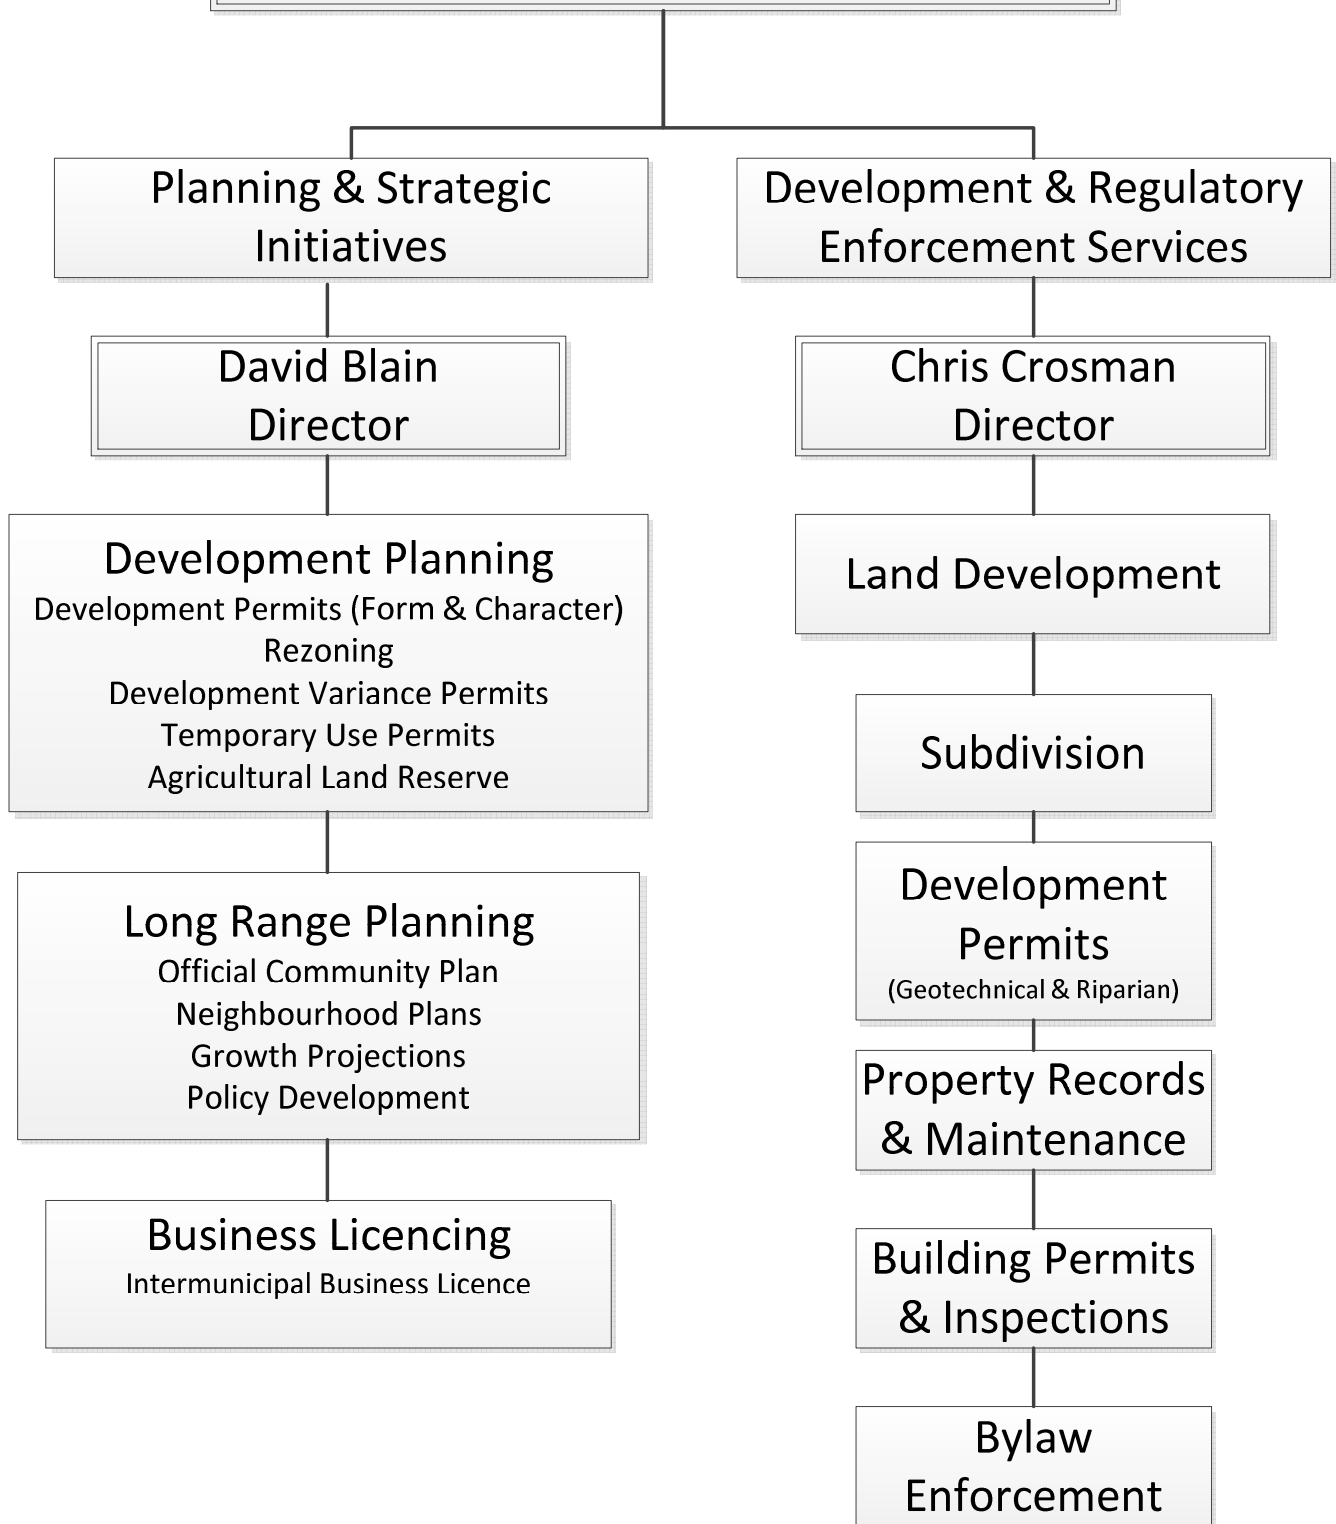 Planning & Strategic
Initiatives
David Blain
Director
Development Planning
Development Permits (Form & Character)
Rezoning
Development Variance Permits
Temporary Use Permits
Agricultural Land Reserve
Long Range Planning
Official Community Plan
Neighbourhood Plans
Growth Projections
Policy Development
Business Licencing
Intermunicipal Business Licence
Development & Regulatory
Enforcement Services
Chris Crosman
Director
Land Development
Subdivision
Development
Permits
(Geotechnical & Riparian)
Property Records
& Maintenance
Building Permits
& Inspections
Bylaw
Enforcement